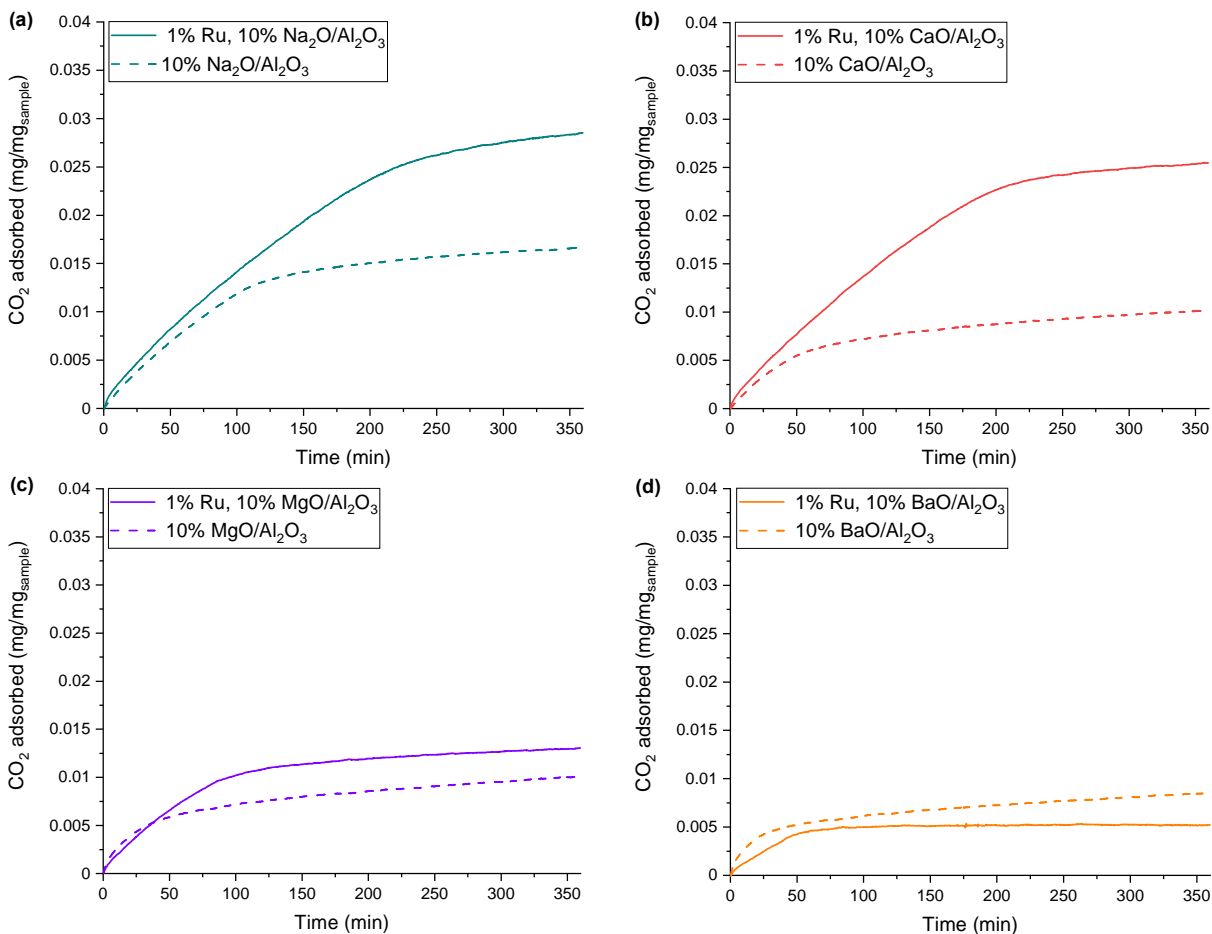 (a)
1% Ru, 10% Na₂O/Al₂O₃
10% Na₂O/Al₂O₃
CO₂ adsorbed (mg/mgsample)
0.04
0.035
0.03
0.025
0.02
0.015
0.01
0.005
0
0 50 100 150 200 250 300 350
Time (min)
(b)
1% Ru, 10% CaO/Al₂O₃
10% CaO/Al₂O₃
CO₂ adsorbed (mg/mgsample)
0.04
0.035
0.03
0.025
0.02
0.015
0.01
0.005
0
0 50 100 150 200 250 300 350
Time (min)
(c)
1% Ru, 10% MgO/Al₂O₃
10% MgO/Al₂O₃
CO₂ adsorbed (mg/mgsample)
0.04
0.035
0.03
0.025
0.02
0.015
0.01
0.005
0
0 50 100 150 200 250 300 350
Time (min)
(d)
1% Ru, 10% BaO/Al₂O₃
10% BaO/Al₂O₃
CO₂ adsorbed (mg/mgsample)
0.04
0.035
0.03
0.025
0.02
0.015
0.01
0.005
0
0 50 100 150 200 250 300 350
Time (min)